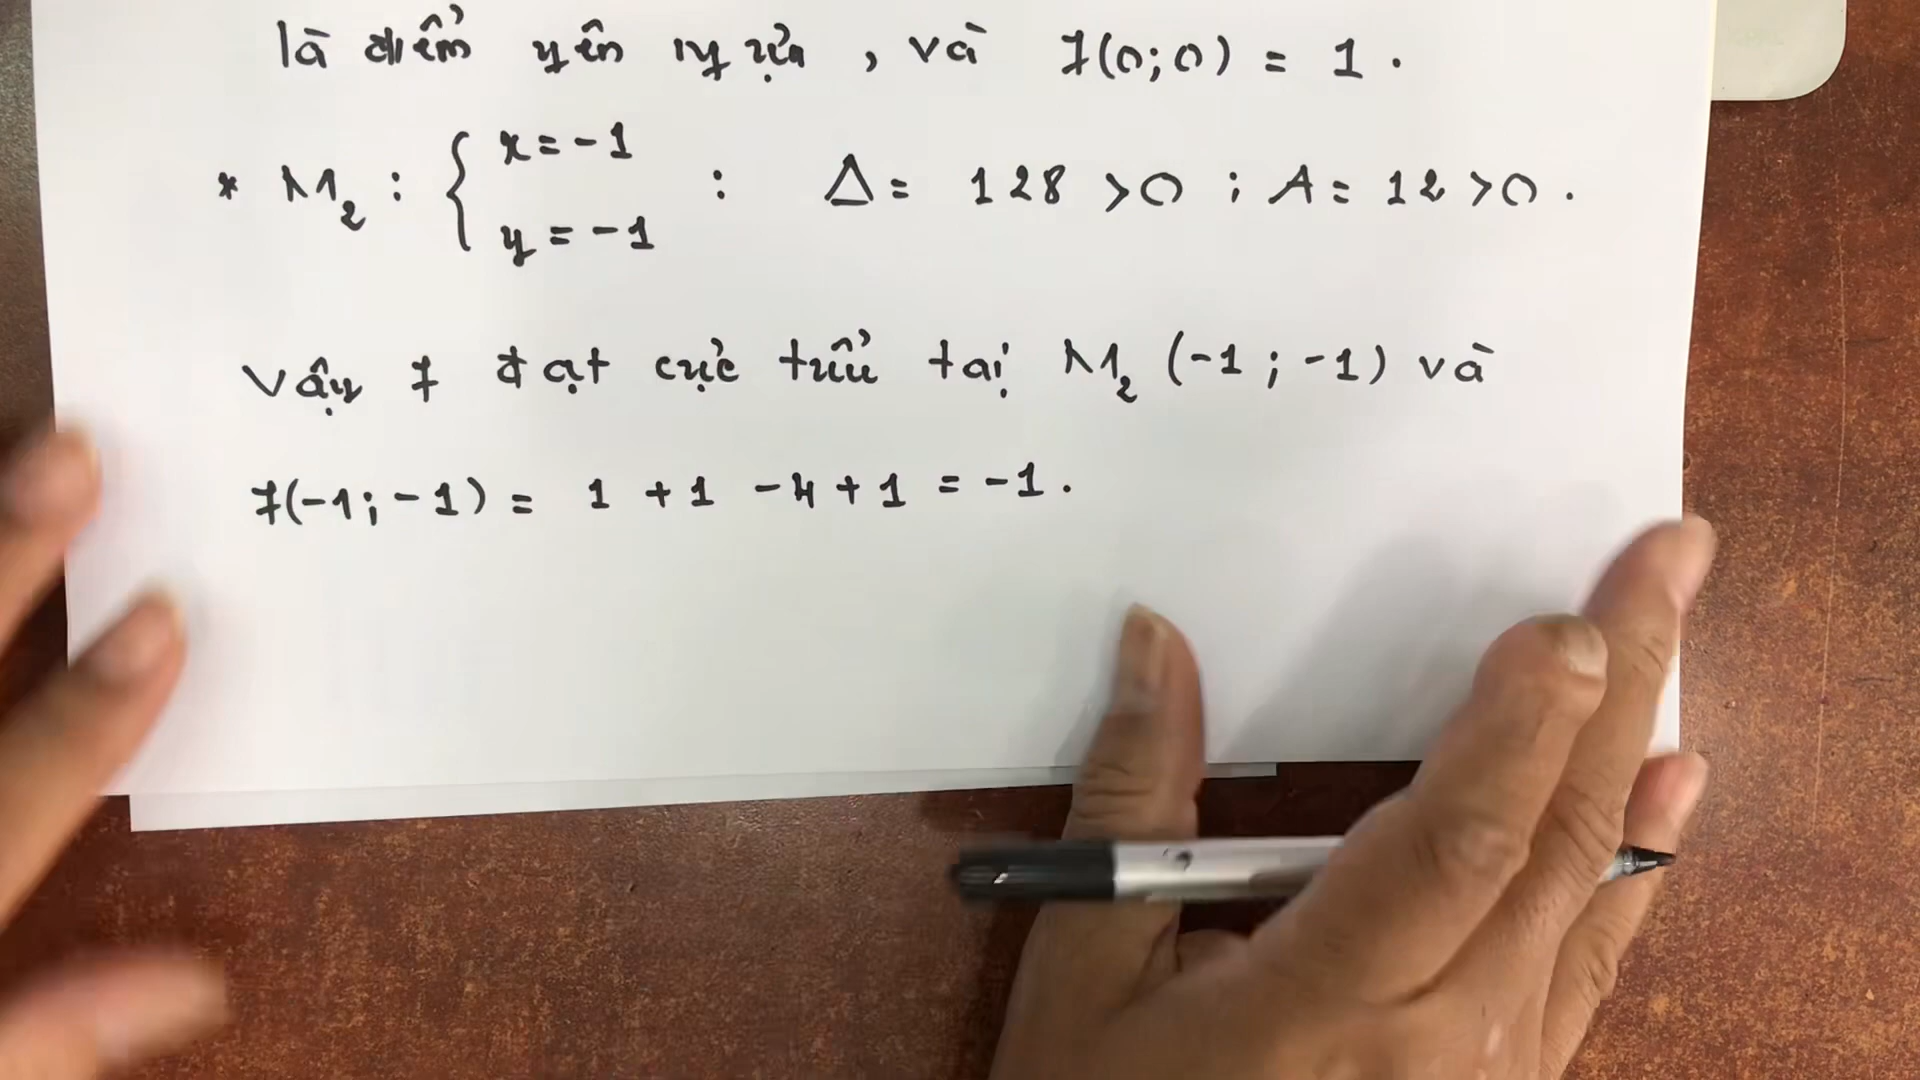 là điểm yên ngựa, và f(0;0) = 1.
* M₂ : { x = -1
y = -1 : Δ = 128 > 0 ; A = 12 > 0.
Vậy f đạt cực tiểu tại M₂ (-1; -1) và
f(-1; -1) = 1 + 1 - 4 + 1 = -1.